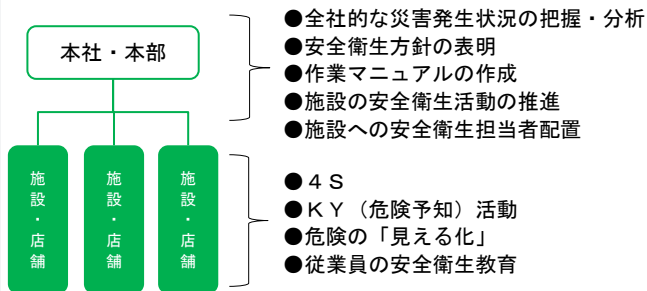 本社・本部
●全社的な災害発生状況の把握・分析
●安全衛生方針の表明
●作業マニュアルの作成
●施設の安全衛生活動の推進
●施設への安全衛生担当者配置
施設・店舗
施設・店舗
施設・店舗
●４Ｓ
●ＫＹ（危険予知）活動
●危険の「見える化」
●従業員の安全衛生教育